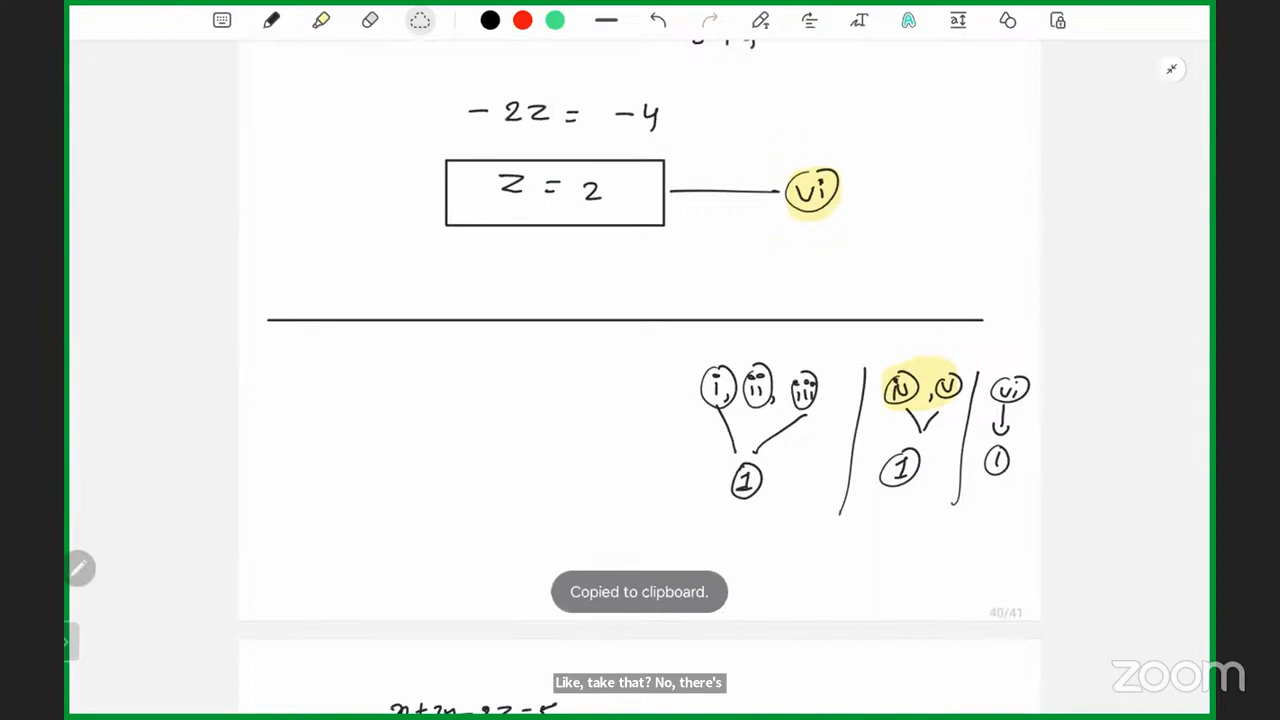 - 2z = - 4
z = 2 vi
i, ii, iii iv, v vi
1 1 1
Copied to clipboard.
40/41
Like, take that? No, there's
zoom